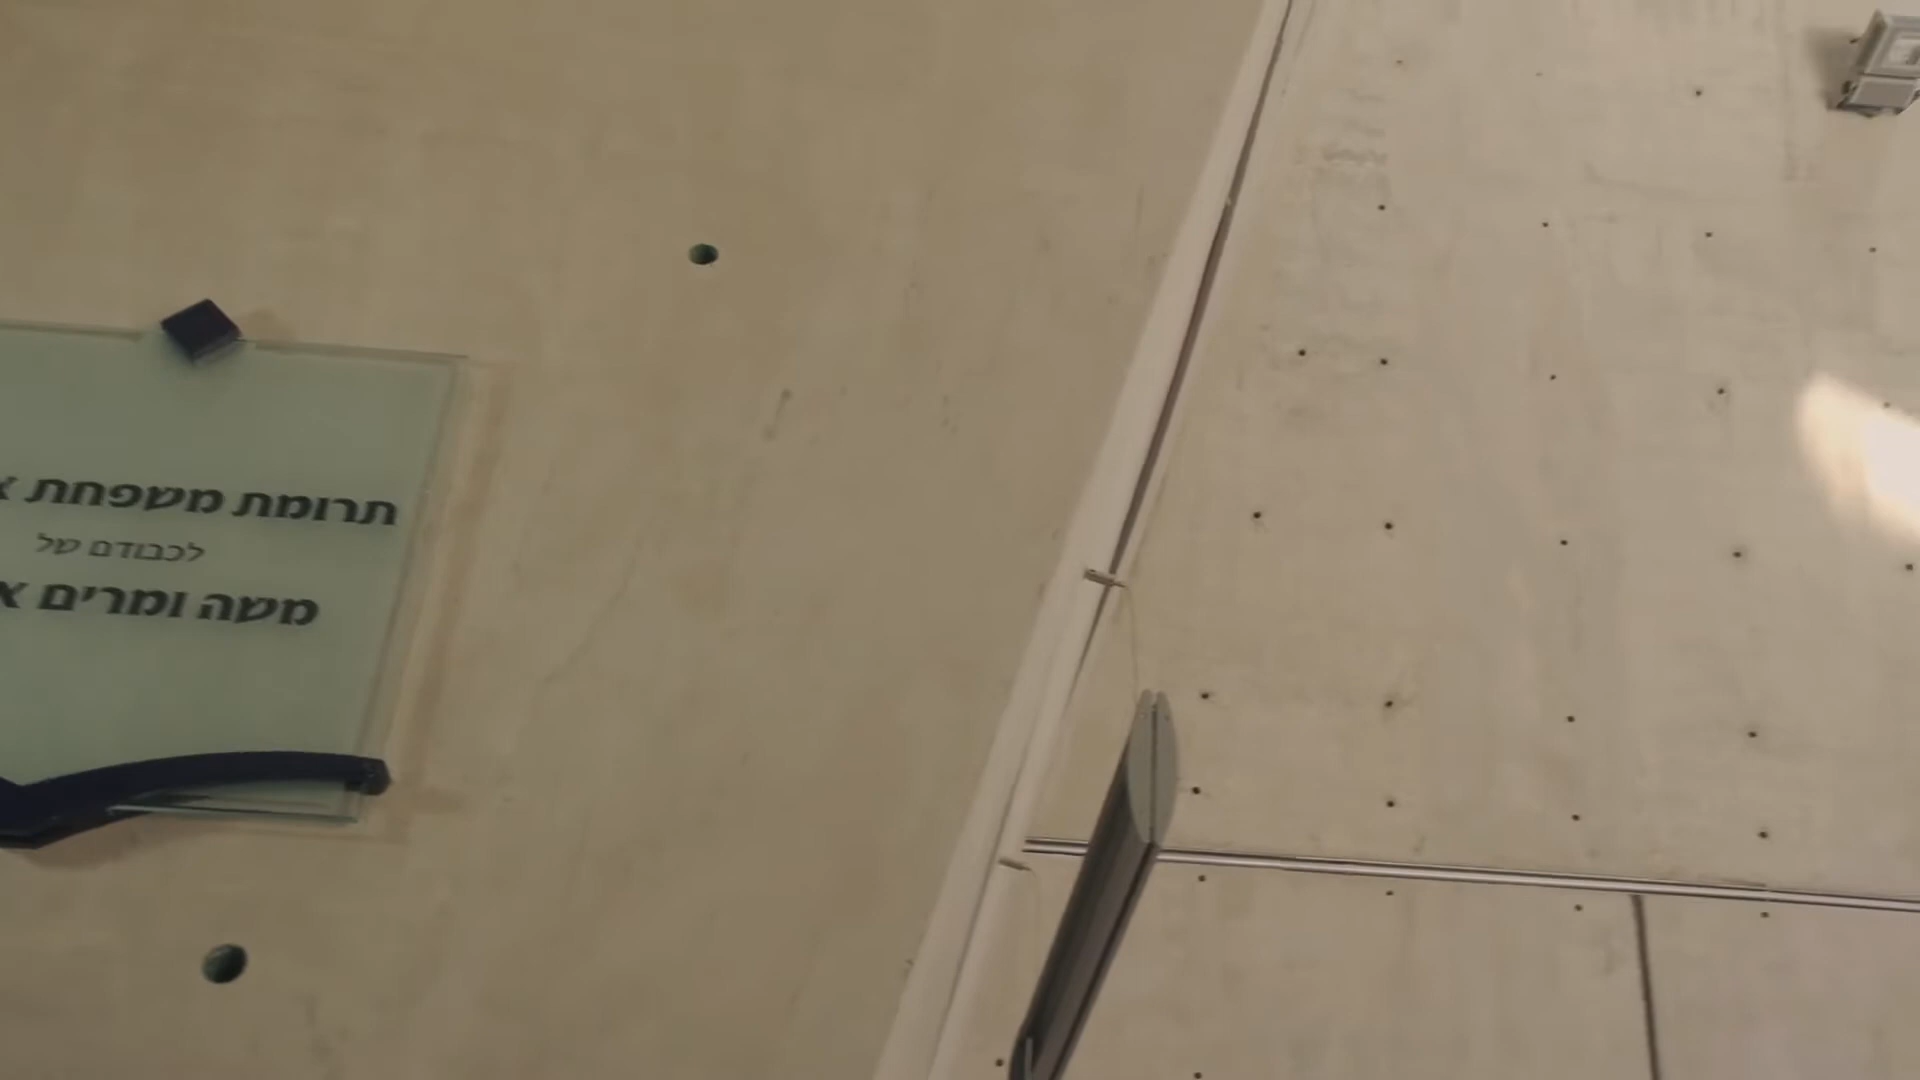 תרומת משפחת א
לכבודם של
משה ומרים א